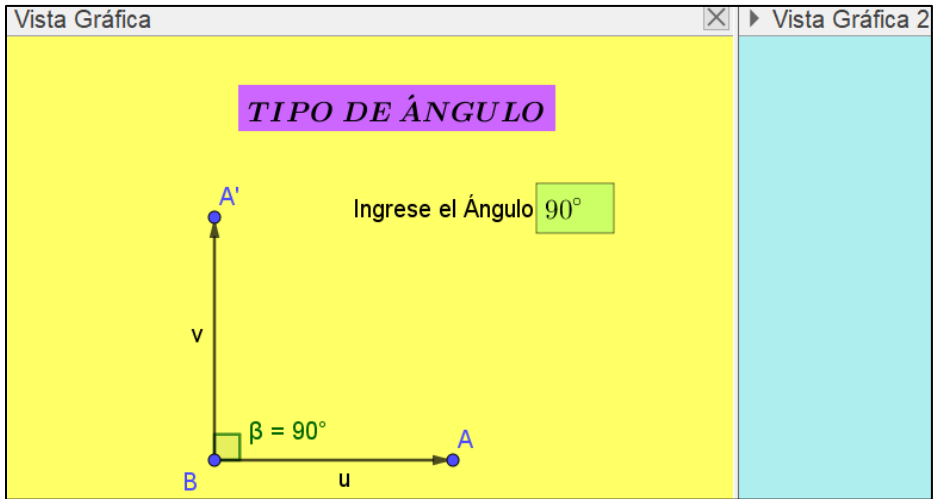 Vista Gráfica
Vista Gráfica 2
TIPO DE ÁNGULO
A'
Ingrese el Ángulo 90°
v
β = 90°
A
B
u